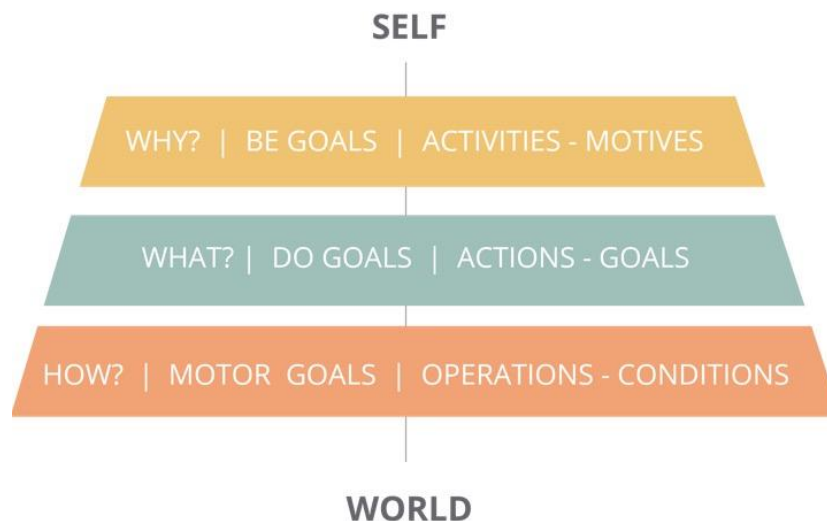 SELF
WHY? | BE GOALS | ACTIVITIES - MOTIVES
WHAT? | DO GOALS | ACTIONS - GOALS
HOW? | MOTOR GOALS | OPERATIONS - CONDITIONS
WORLD